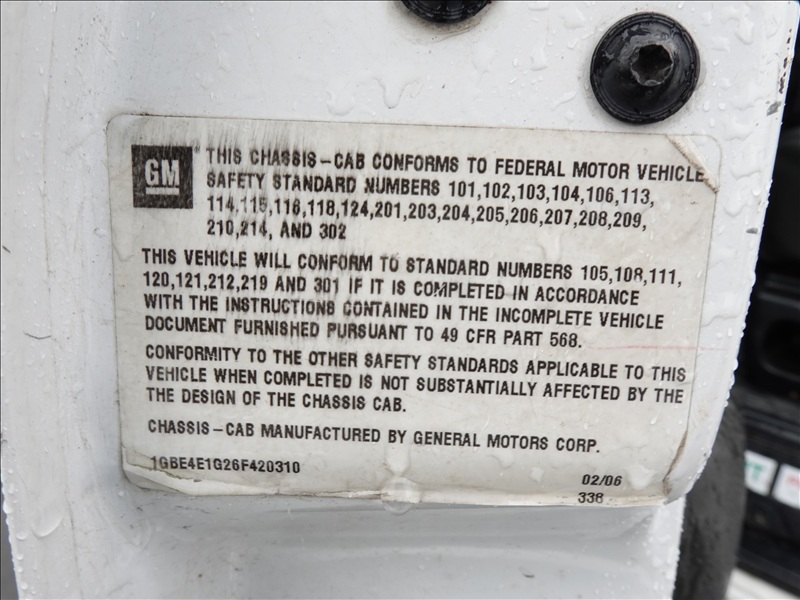 GM
THIS CHASSIS-CAB CONFORMS TO FEDERAL MOTOR VEHICLE
SAFETY STANDARD NUMBERS 101,102,103,104,106,113,
114,115,116,118,124,201,203,204,205,206,207,208,209,
210,214, AND 302
THIS VEHICLE WILL CONFORM TO STANDARD NUMBERS 105,108,111,
120,121,212,219 AND 301 IF IT IS COMPLETED IN ACCORDANCE
WITH THE INSTRUCTIONS CONTAINED IN THE INCOMPLETE VEHICLE
DOCUMENT FURNISHED PURSUANT TO 49 CFR PART 568.
CONFORMITY TO THE OTHER SAFETY STANDARDS APPLICABLE TO THIS
VEHICLE WHEN COMPLETED IS NOT SUBSTANTIALLY AFFECTED BY THE
THE DESIGN OF THE CHASSIS CAB.
CHASSIS-CAB MANUFACTURED BY GENERAL MOTORS CORP.
1GBE4E1G26F420310
02/06
338